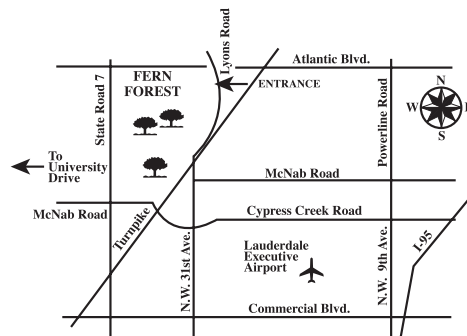 Lyons Road
Atlantic Blvd.
FERN
FOREST
ENTRANCE
State Road 7
Powerline Road
N
W
E
S
To
University
Drive
McNab Road
McNab Road
Cypress Creek Road
Turnpike
N.W. 31st Ave.
Lauderdale
Executive
Airport
N.W. 9th Ave.
I-95
Commercial Blvd.